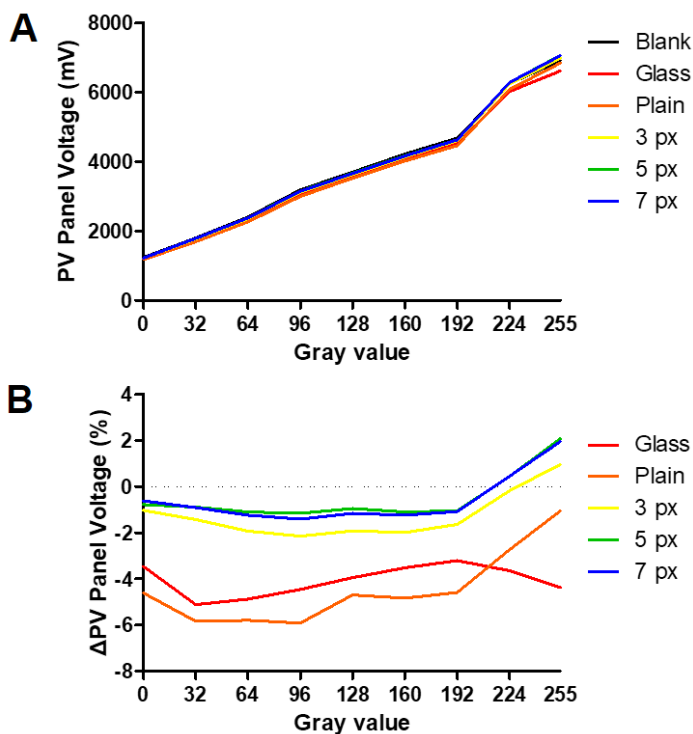 A
PV Panel Voltage (mV)
8000
6000
4000
2000
0
0 32 64 96 128 160 192 224 255
Gray value
Blank
Glass
Plain
3 px
5 px
7 px
B
ΔPV Panel Voltage (%)
4
2
0
-2
-4
-6
-8
0 32 64 96 128 160 192 224 255
Gray value
Glass
Plain
3 px
5 px
7 px